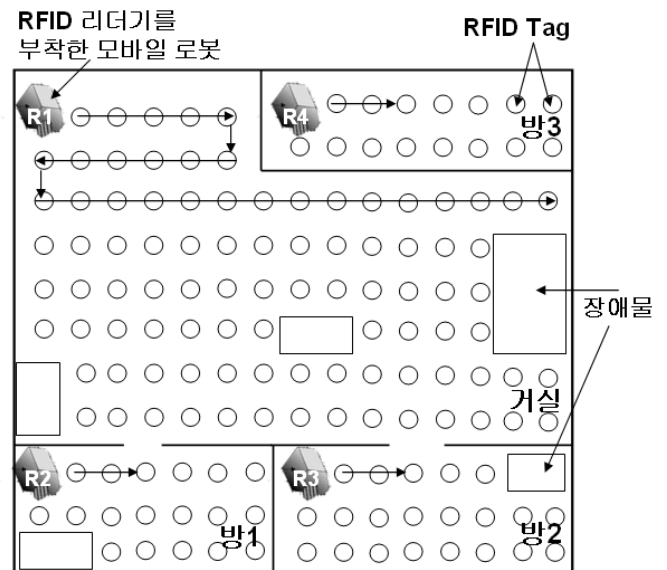 RFID 리더기를
부착한 모바일 로봇
RFID Tag
R1
R4
방3
장애물
거실
R2
R3
방1
방2